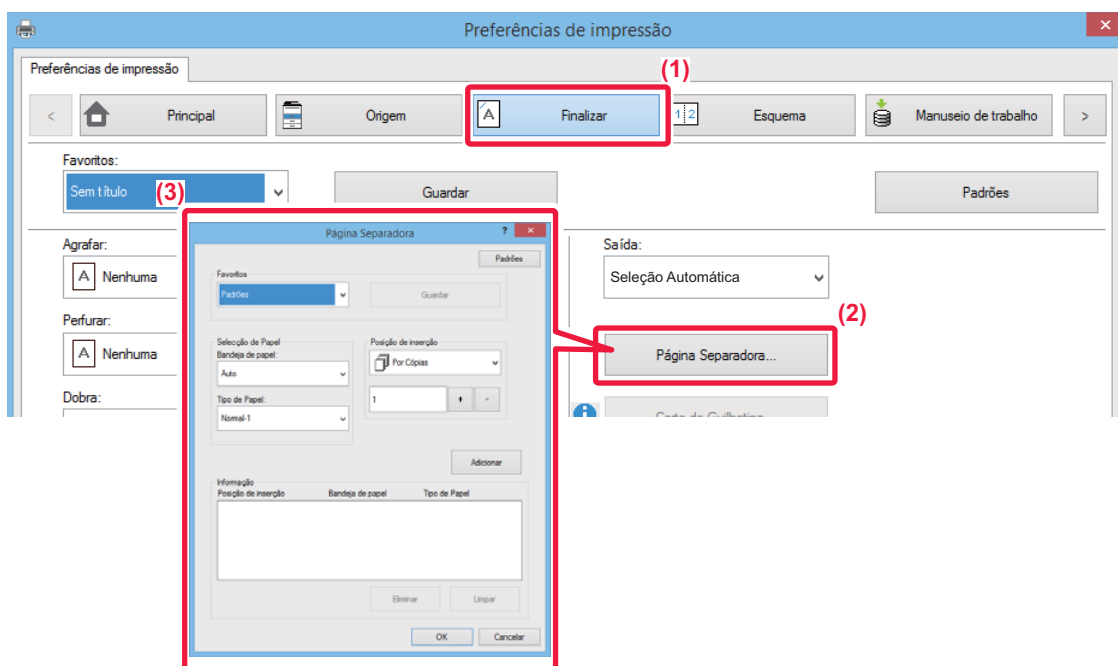 Preferências de impressão
Preferências de impressão
(1)
< Principal Origem A Finalizar 1 2 Esquema Manuseio de trabalho >
Favoritos:
Sem título (3) Guardar Padrões
Agrafar:
A Nenhuma
Perfurar:
A Nenhuma
Dobra:
Saída:
Seleção Automática
(2)
Página Separadora...
Página Separadora ? ×
Padrões
Favoritos
Padrões Guardar
Selecção de Papel
Bandeja de papel:
Auto
Tipo de Papel:
Normal-1
Posição de inserção
Por Cópias
1 + -
Adicionar
Informação
Posição de inserção Bandeja de papel Tipo de Papel
Eliminar Limpar
OK Cancelar